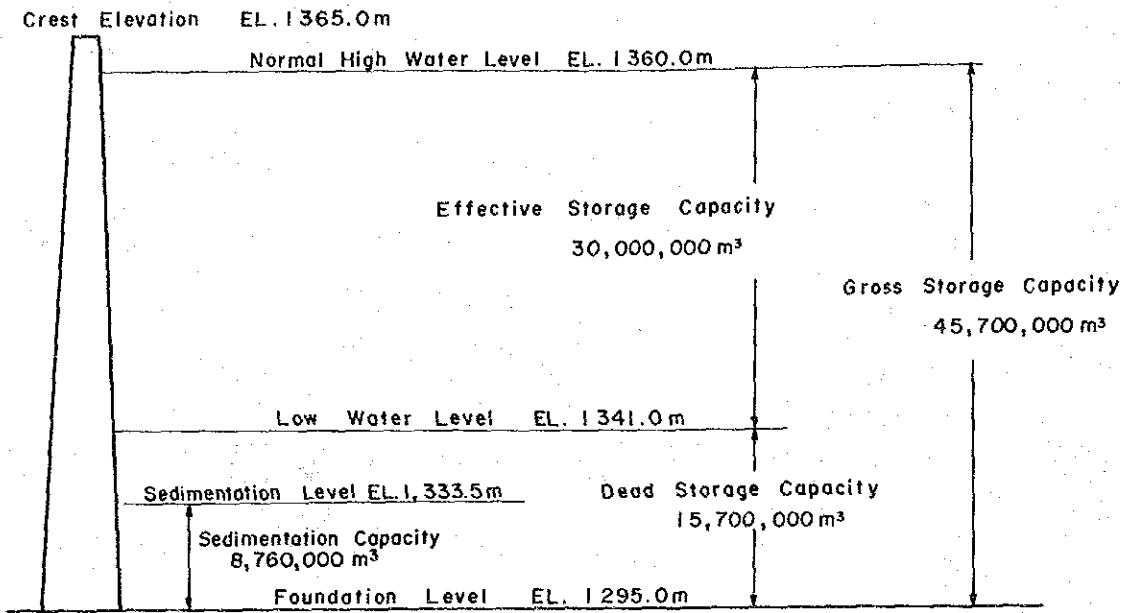 Crest Elevation EL. 1365.0m
Normal High Water Level EL. 1360.0m
Effective Storage Capacity
30,000,000 m³
Gross Storage Capacity
45,700,000 m³
Low Water Level EL. 1341.0m
Sedimentation Level EL. 1,333.5m
Dead Storage Capacity
15,700,000 m³
Sedimentation Capacity
8,760,000 m³
Foundation Level EL. 1295.0m